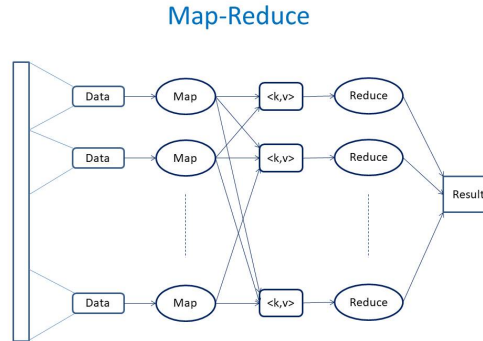 Map-Reduce
Data Map <k,v> Reduce
Data Map <k,v> Reduce
Result
Data Map <k,v> Reduce